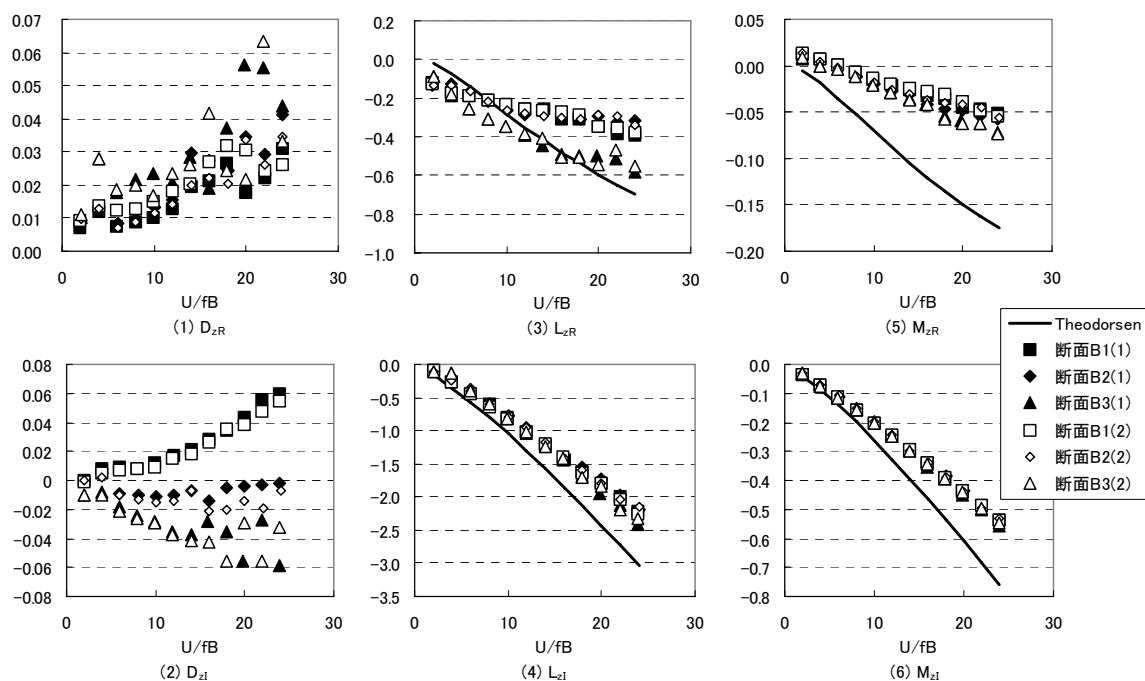 0.07
0.06
0.05
0.04
0.03
0.02
0.01
0.00
0 10 20 30
U/fB
(1) DzR
0.2
0.0
−0.2
−0.4
−0.6
−0.8
−1.0
0 10 20 30
U/fB
(3) LzR
0.05
0.00
−0.05
−0.10
−0.15
−0.20
0 10 20 30
U/fB
(5) MzR
Theodorsen
断面B1(1)
断面B2(1)
断面B3(1)
断面B1(2)
断面B2(2)
断面B3(2)
0.08
0.06
0.04
0.02
0
−0.02
−0.04
−0.06
−0.08
0 10 20 30
U/fB
(2) DzI
0.0
−0.5
−1.0
−1.5
−2.0
−2.5
−3.0
−3.5
0 10 20 30
U/fB
(4) LzI
0.0
−0.1
−0.2
−0.3
−0.4
−0.5
−0.6
−0.7
−0.8
0 10 20 30
U/fB
(6) MzI